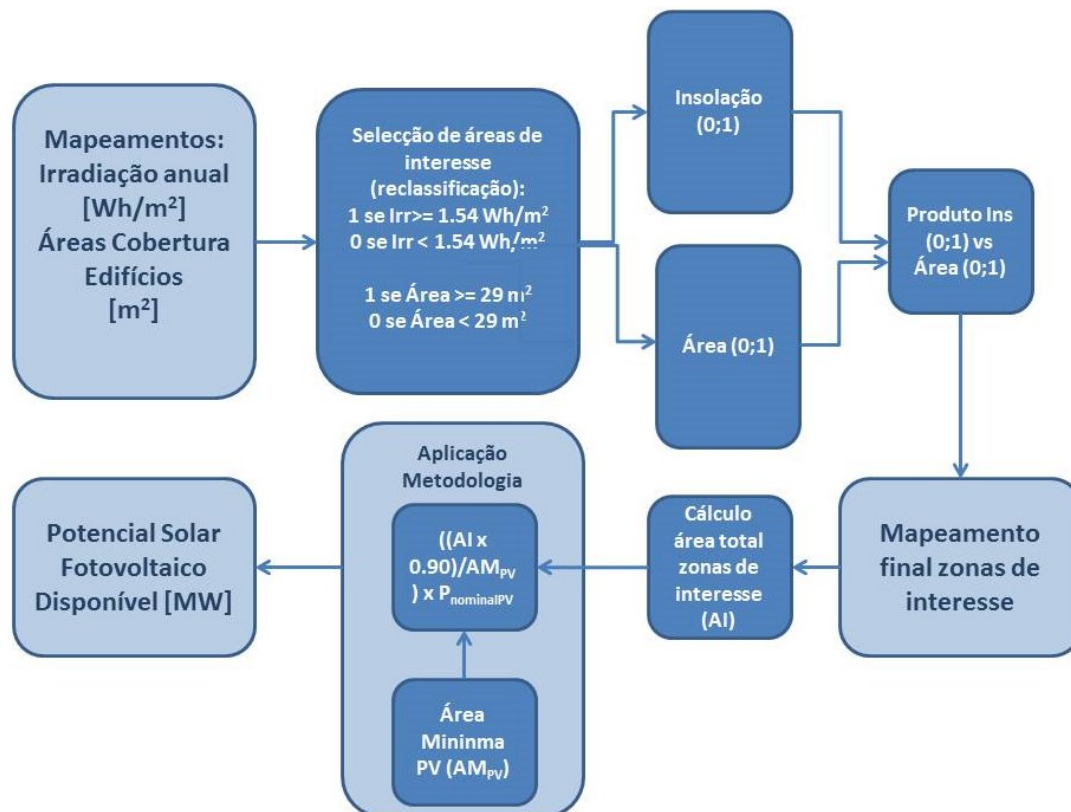 Mapeamentos:
Irradiação anual
[Wh/m²]
Áreas Cobertura
Edifícios
[m²]
Selecção de áreas de
interesse
(reclassificação):
1 se Irr>= 1.54 Wh/m²
0 se Irr < 1.54 Wh/m²
1 se Área >= 29 m²
0 se Área < 29 m²
Insolação
(0;1)
Área (0;1)
Produto Ins
(0;1) vs
Área (0;1)
Mapeamento
final zonas de
interesse
Cálculo
área total
zonas de
interesse
(AI)
Aplicação
Metodologia
((AI x
0.90)/AM_PV
) x P_nominalPV
Área
Mininma
PV (AM_PV)
Potencial Solar
Fotovoltaico
Disponível [MW]